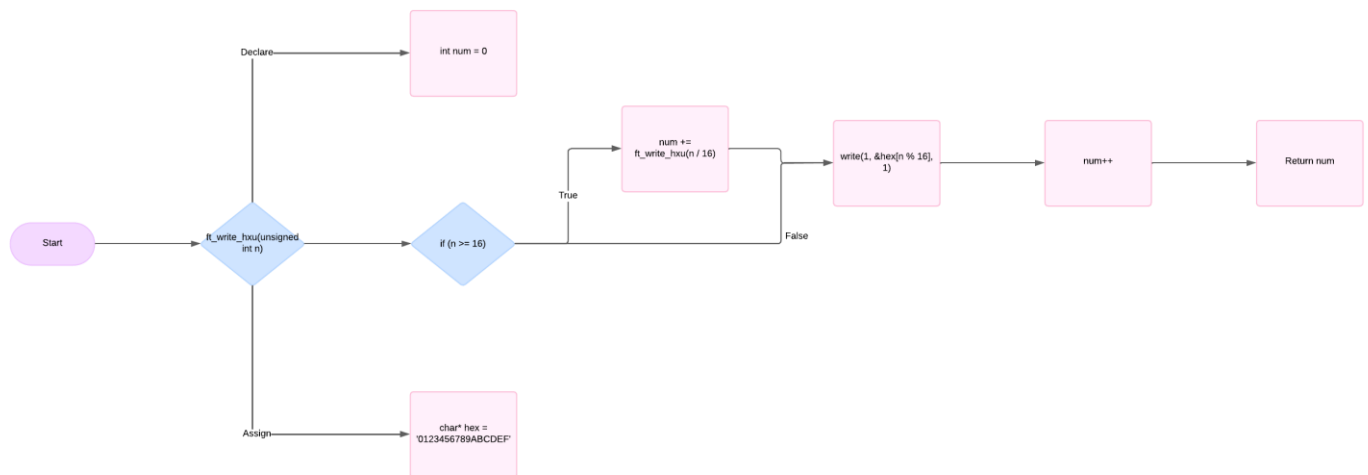 Declare
int num = 0
num +=
ft_write_hxu(n / 16)
write(1, &hex[n % 16],
1)
num++
Return num
True
Start
ft_write_hxu(unsigned
int n)
if (n >= 16)
False
Assign
char* hex =
'0123456789ABCDEF'